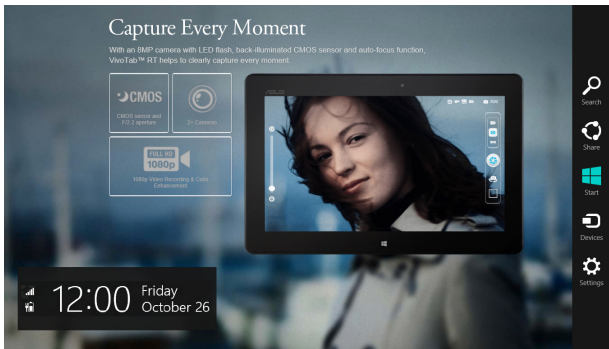 Capture Every Moment
With an 8MP camera with LED flash, back-illuminated CMOS sensor and auto-focus function,
VivoTab™ RT helps to clearly capture every moment.
CMOS
CMOS sensor and
F/2.2 aperture
2+ Cameras
FULL HD
1080p
1080p Video Recording & Color
Enhancement
Search
Share
Start
Devices
Settings
12:00
Friday
October 26